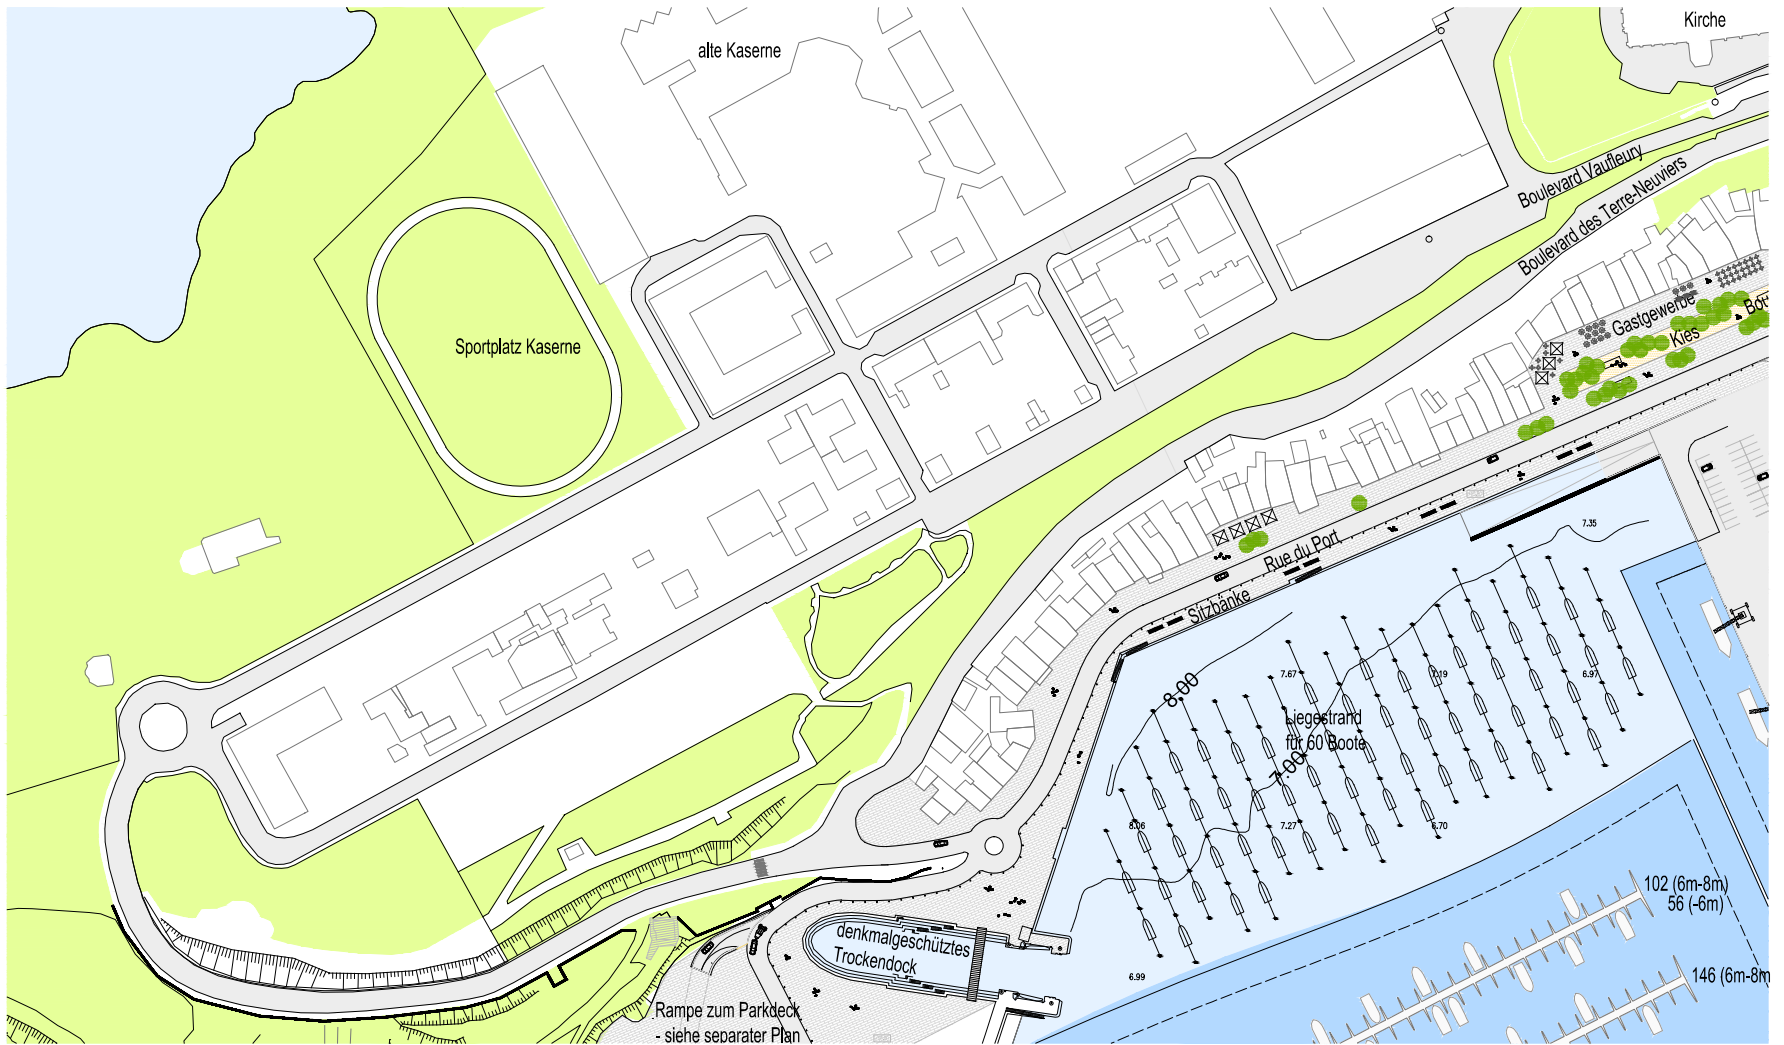 Kirche
alte Kaserne
Boulevard Vaufleury
Boulevard des Terre-Neuviers
Gastgewerbe
Kies
Sportplatz Kaserne
Rue du Port
Sitzbänke
7.35
8.00
7.67
7.19
6.97
Liegestrand
für 60 Boote
7.00
8.06
7.27
6.70
102 (6m-8m)
56 (-6m)
denkmalgeschütztes
Trockendock
6.99
146 (6m-8m
Rampe zum Parkdeck
- siehe separater Plan